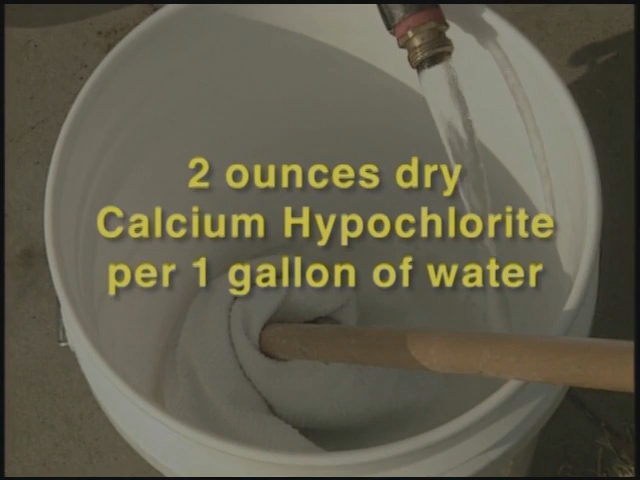 2 ounces dry
Calcium Hypochlorite
per 1 gallon of water